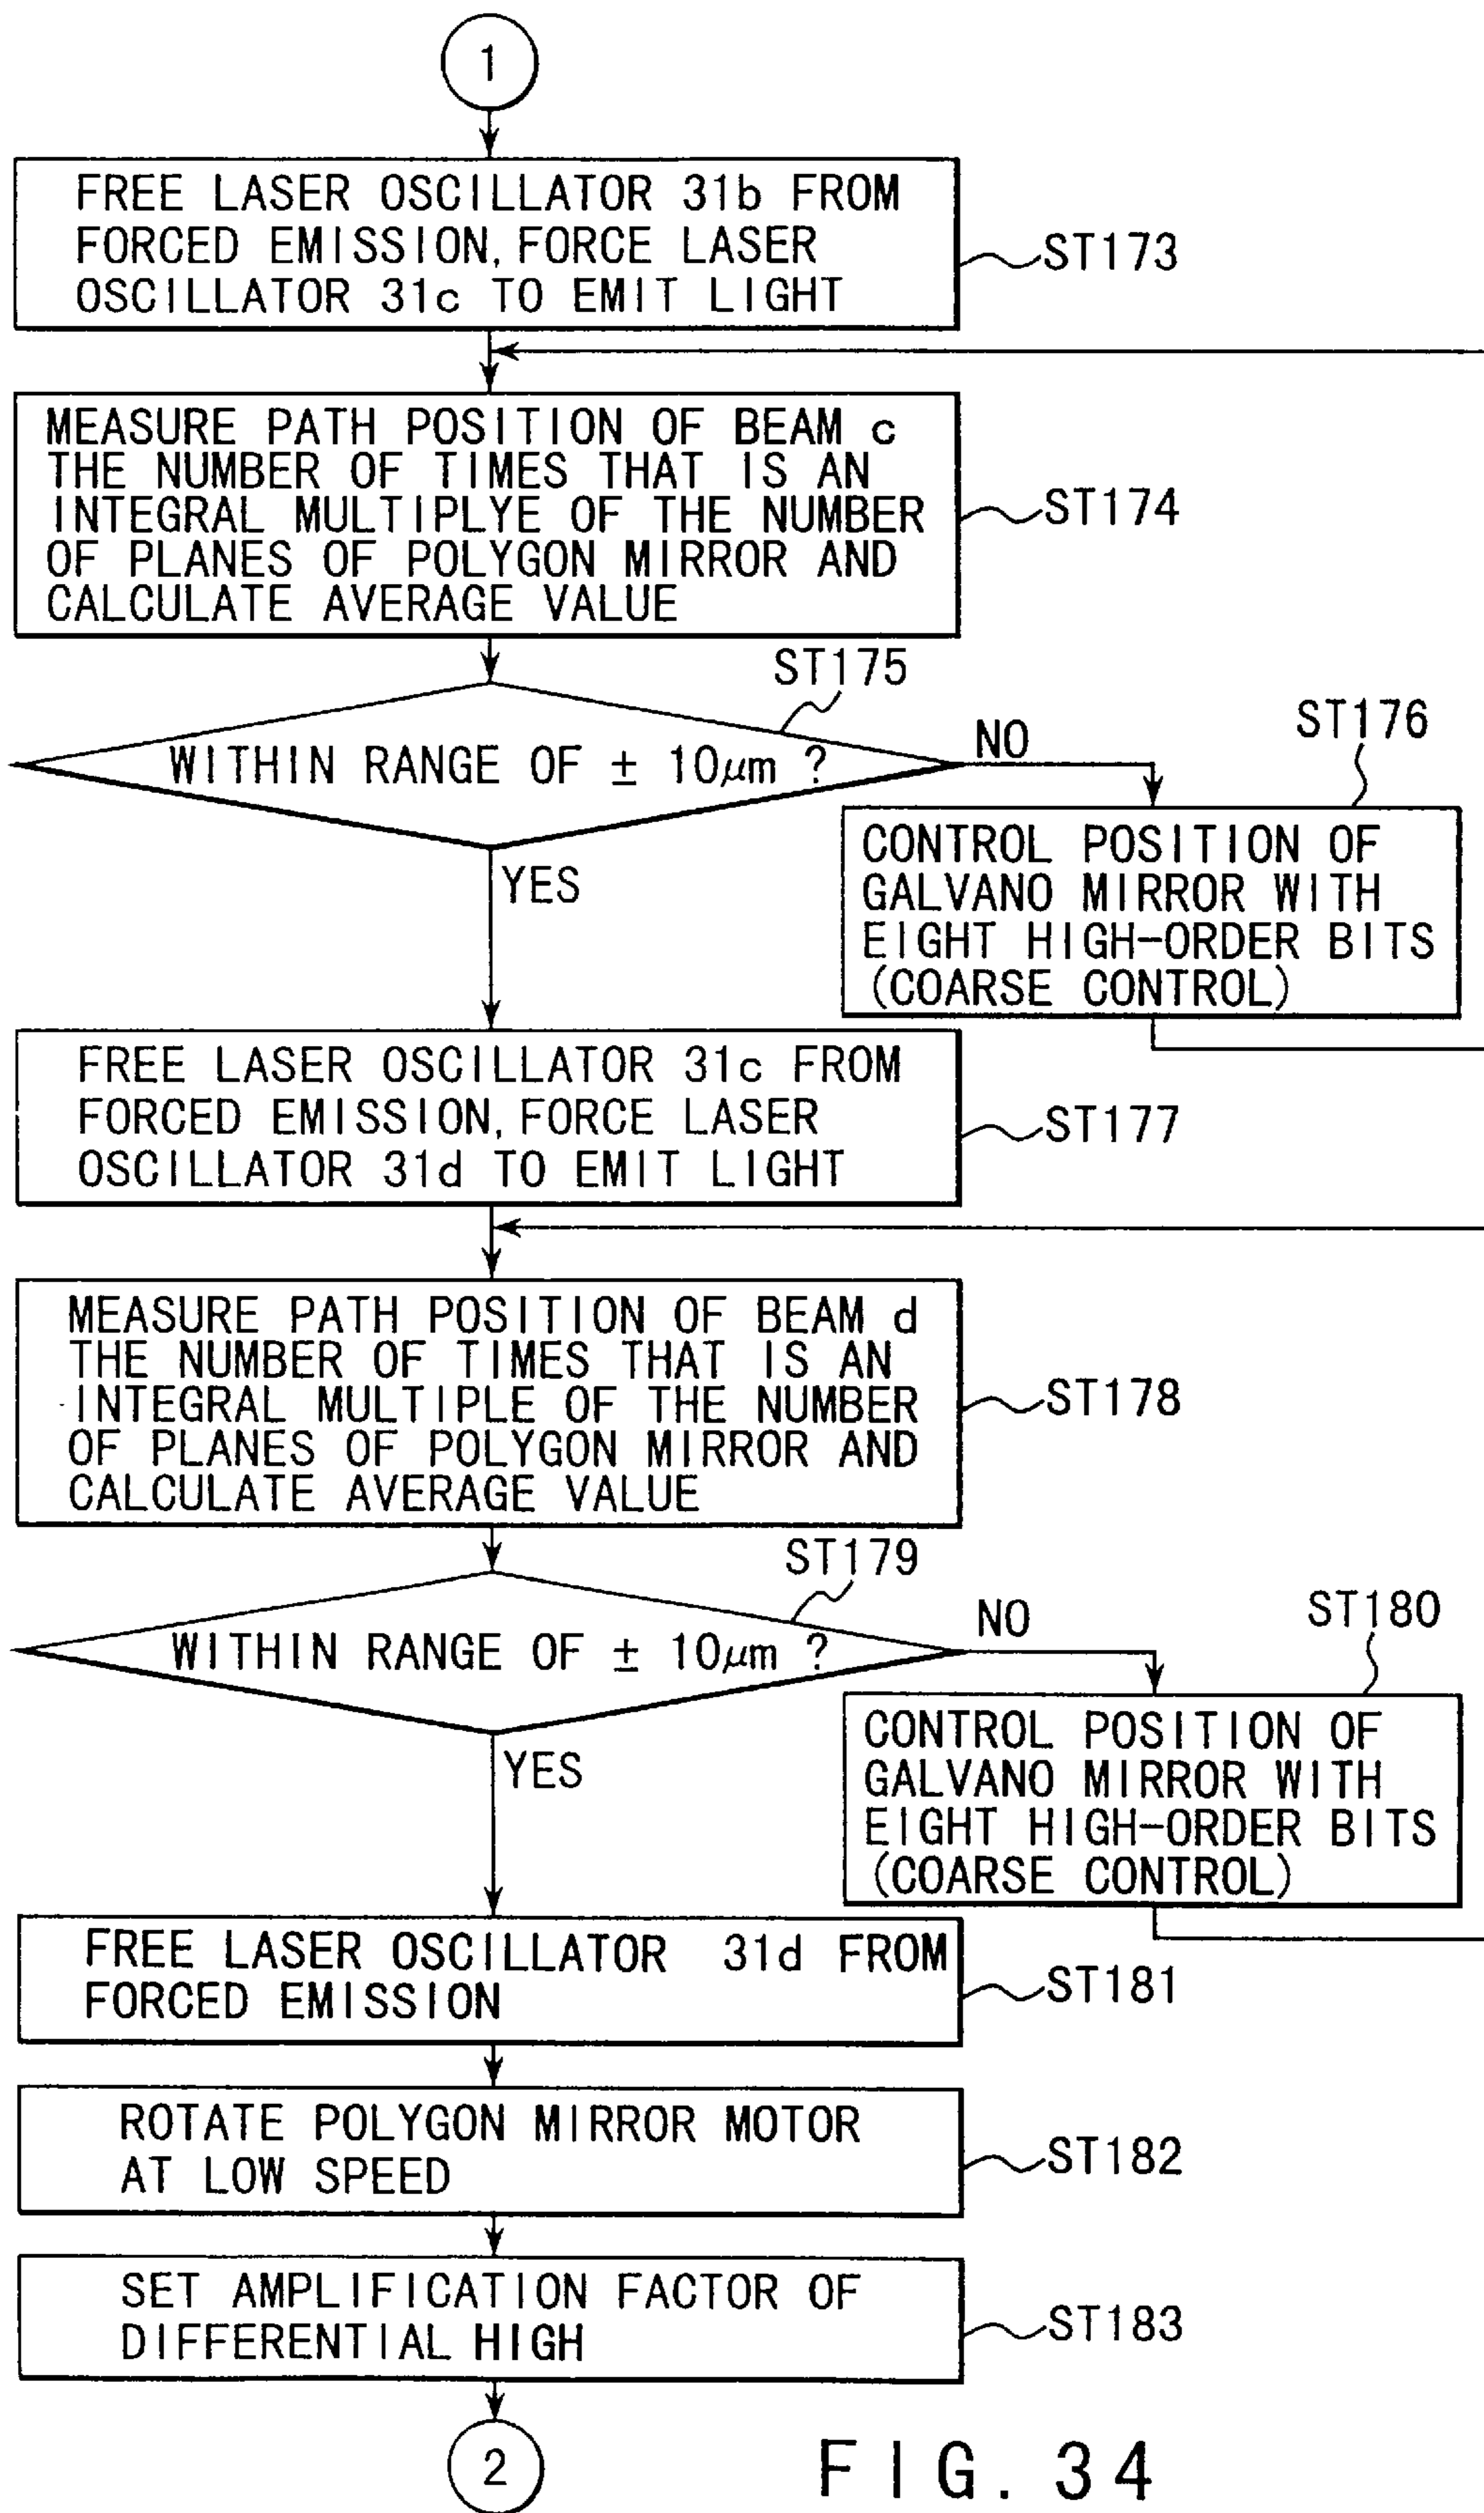 1
FREE LASER OSCILLATOR 31b FROM
FORCED EMISSION, FORCE LASER
OSCILLATOR 31c TO EMIT LIGHT
ST173
MEASURE PATH POSITION OF BEAM c
THE NUMBER OF TIMES THAT IS AN
INTEGRAL MULTIPLYE OF THE NUMBER
OF PLANES OF POLYGON MIRROR AND
CALCULATE AVERAGE VALUE
ST174
ST175
WITHIN RANGE OF ± 10μm ?
NO
YES
ST176
CONTROL POSITION OF
GALVANO MIRROR WITH
EIGHT HIGH-ORDER BITS
(COARSE CONTROL)
FREE LASER OSCILLATOR 31c FROM
FORCED EMISSION, FORCE LASER
OSCILLATOR 31d TO EMIT LIGHT
ST177
MEASURE PATH POSITION OF BEAM d
THE NUMBER OF TIMES THAT IS AN
INTEGRAL MULTIPLE OF THE NUMBER
OF PLANES OF POLYGON MIRROR AND
CALCULATE AVERAGE VALUE
ST178
ST179
WITHIN RANGE OF ± 10μm ?
NO
YES
ST180
CONTROL POSITION OF
GALVANO MIRROR WITH
EIGHT HIGH-ORDER BITS
(COARSE CONTROL)
FREE LASER OSCILLATOR 31d FROM
FORCED EMISSION
ST181
ROTATE POLYGON MIRROR MOTOR
AT LOW SPEED
ST182
SET AMPLIFICATION FACTOR OF
DIFFERENTIAL HIGH
ST183
2
FIG. 34